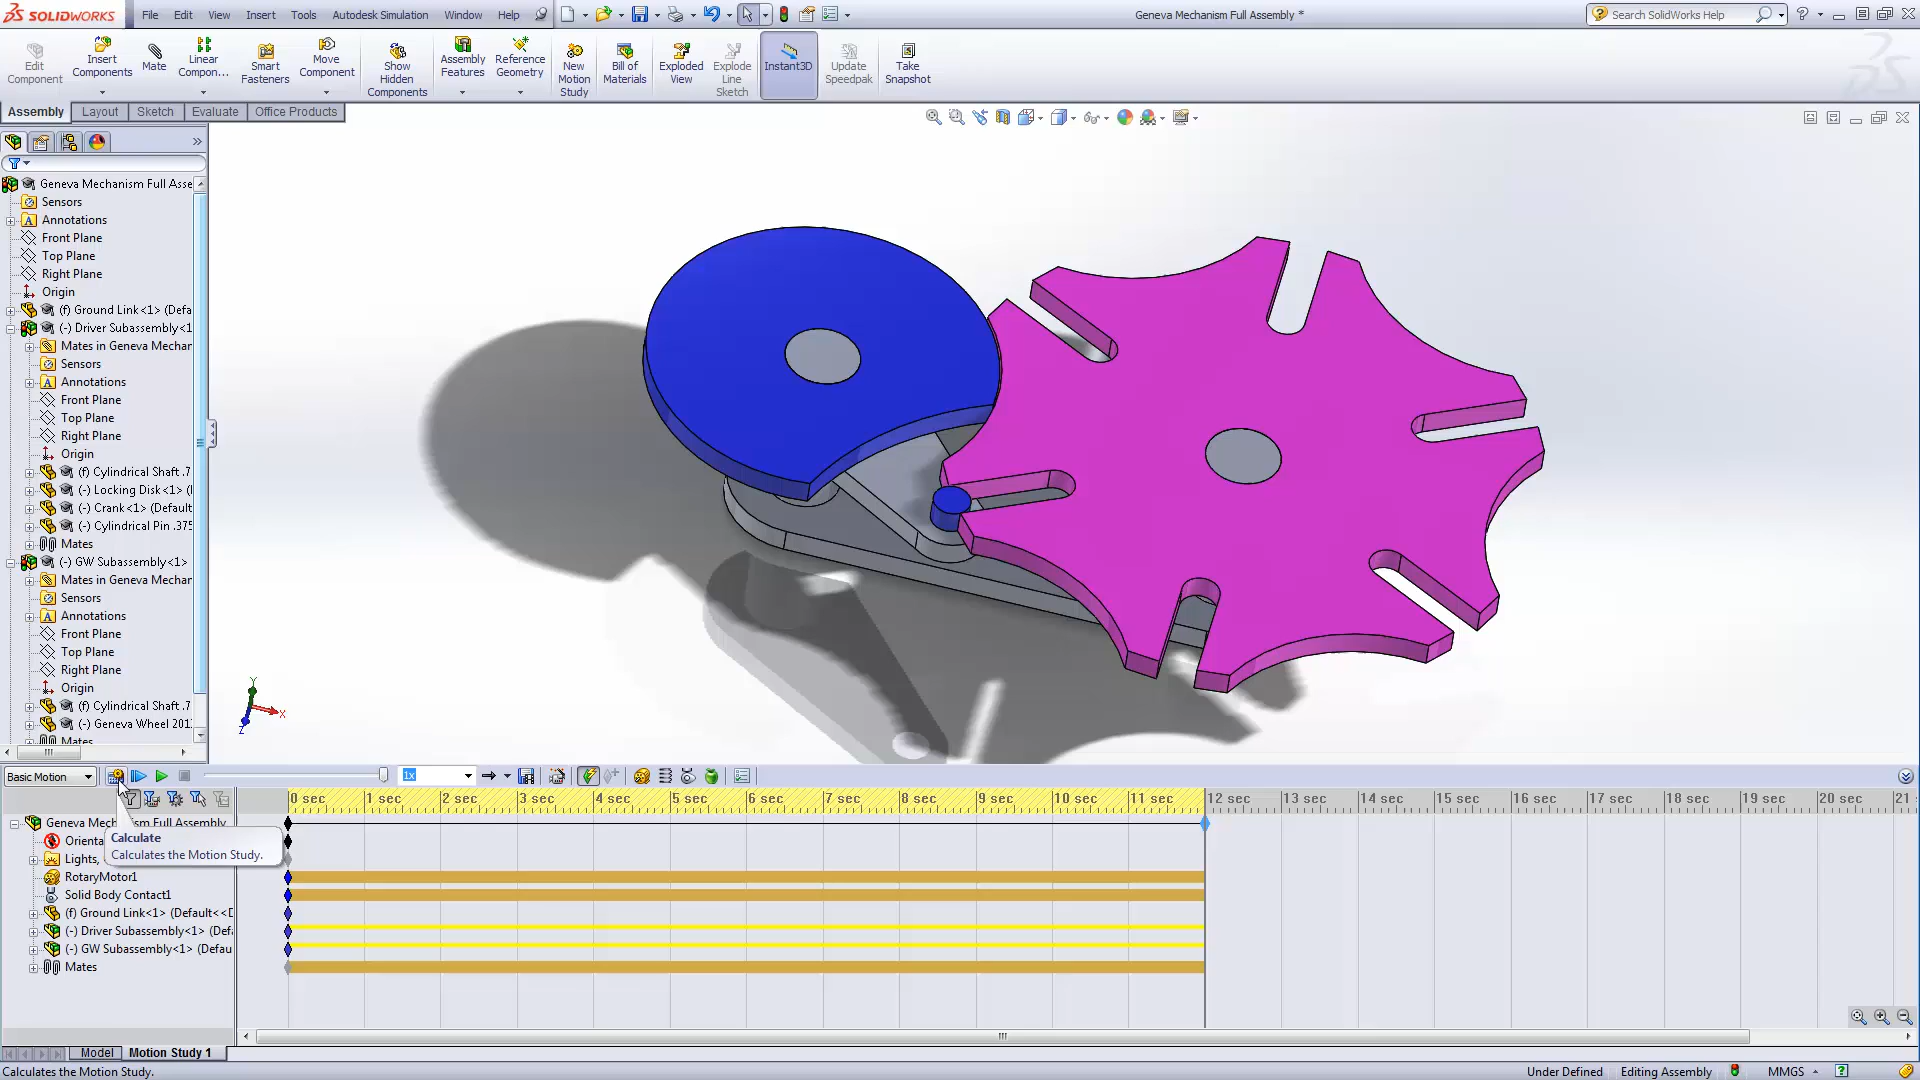 SOLIDWORKS
File
Edit
View
Insert
Tools
Autodesk Simulation
Window
Help
Geneva Mechanism Full Assembly *
Search SolidWorks Help
Edit
Component
Insert
Components
Mate
Linear
Compon...
Smart
Fasteners
Move
Component
Show
Hidden
Components
Assembly
Features
Reference
Geometry
New
Motion
Study
Bill of
Materials
Exploded
View
Explode
Line
Sketch
Instant3D
Update
Speedpak
Take
Snapshot
Assembly
Layout
Sketch
Evaluate
Office Products
Geneva Mechanism Full Asse
Sensors
Annotations
Front Plane
Top Plane
Right Plane
Origin
(f) Ground Link<1> (Defa
(-) Driver Subassembly<1
Mates in Geneva Mechar
Sensors
Annotations
Front Plane
Top Plane
Right Plane
Origin
(f) Cylindrical Shaft .7
(-) Locking Disk<1> (I
(-) Crank<1> (Default
(-) Cylindrical Pin .375
Mates
(-) GW Subassembly<1>
Mates in Geneva Mechar
Sensors
Annotations
Front Plane
Top Plane
Right Plane
Origin
(f) Cylindrical Shaft .7
(-) Geneva Wheel 201
Mates
Y
X
Z
Basic Motion
1x
0 sec
1 sec
2 sec
3 sec
4 sec
5 sec
6 sec
7 sec
8 sec
9 sec
10 sec
11 sec
12 sec
13 sec
14 sec
15 sec
16 sec
17 sec
18 sec
19 sec
20 sec
21
Geneva Mechanism Full Assembly
Orienta
Lights,
Calculate
Calculates the Motion Study.
RotaryMotor1
Solid Body Contact1
(f) Ground Link<1> (Default<<D
(-) Driver Subassembly<1> (Defa
(-) GW Subassembly<1> (Defau
Mates
Model
Motion Study 1
Calculates the Motion Study.
Under Defined
Editing Assembly
MMGS